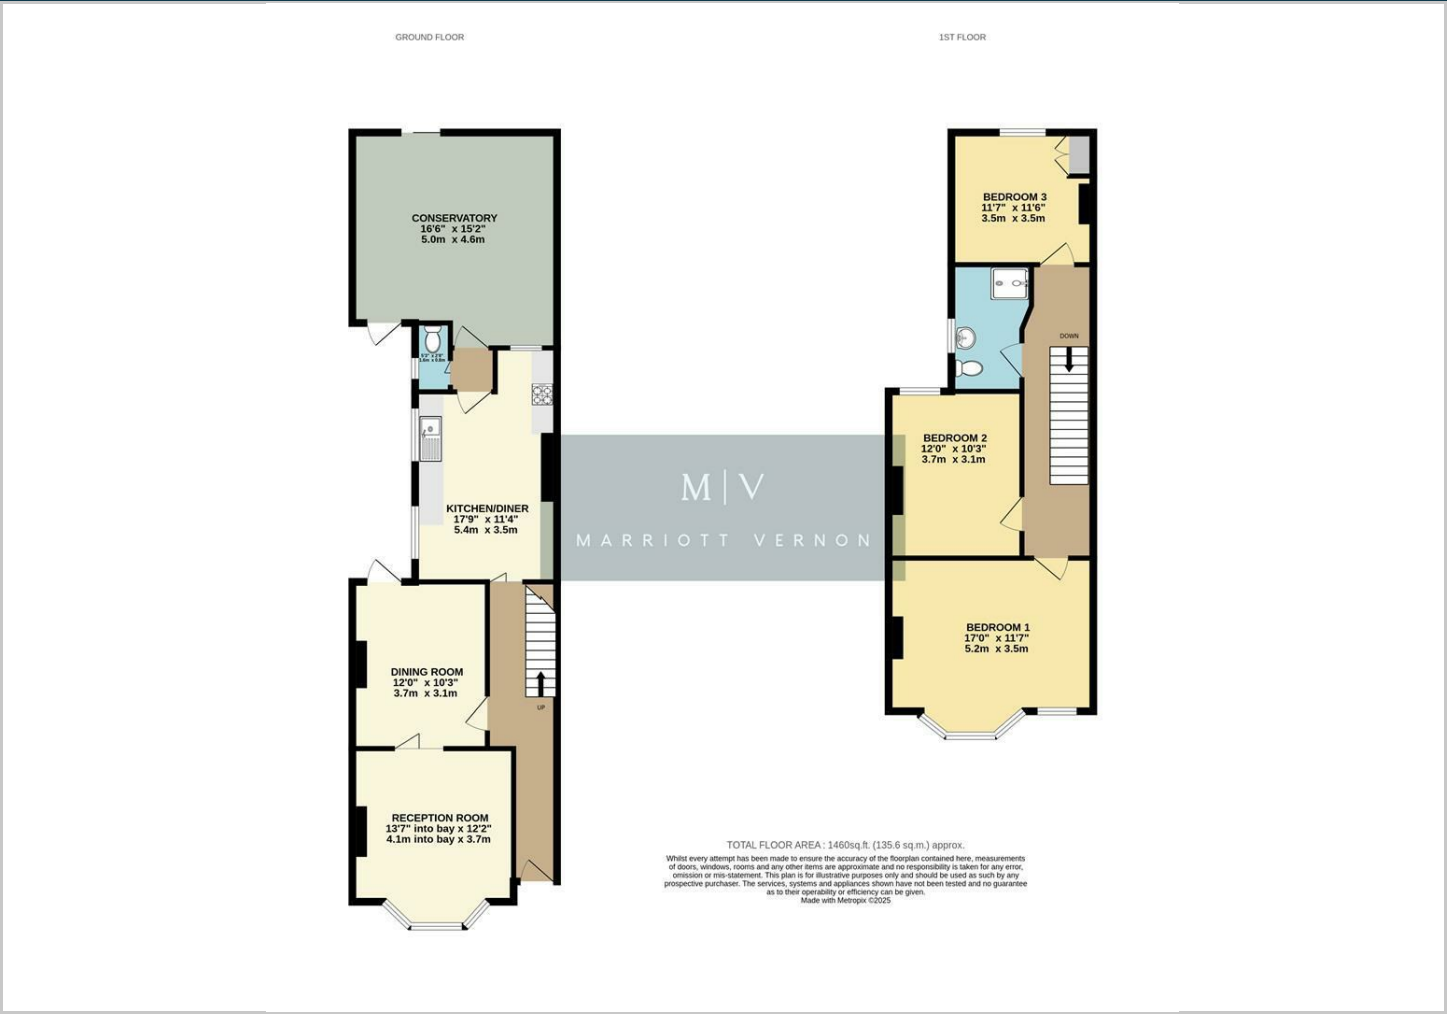 GROUND FLOOR
1ST FLOOR
CONSERVATORY
16'6" x 15'2"
5.0m x 4.6m
KITCHEN/DINER
17'9" x 11'4"
5.4m x 3.5m
DINING ROOM
12'0" x 10'3"
3.7m x 3.1m
UP
RECEPTION ROOM
13'7" into bay x 12'2"
4.1m into bay x 3.7m
M|V
MARRIOTT VERNON
BEDROOM 3
11'7" x 11'6"
3.5m x 3.5m
DOWN
BEDROOM 2
12'0" x 10'3"
3.7m x 3.1m
BEDROOM 1
17'0" x 11'7"
5.2m x 3.5m
TOTAL FLOOR AREA : 1460sq.ft. (135.6 sq.m.) approx.
Whilst every attempt has been made to ensure the accuracy of the floorplan contained here, measurements
of doors, windows, rooms and any other items are approximate and no responsibility is taken for any error,
omission or mis-statement. This plan is for illustrative purposes only and should be used as such by any
prospective purchaser. The services, systems and appliances shown have not been tested and no guarantee
as to their operability or efficiency can be given.
Made with Metropix ©2025